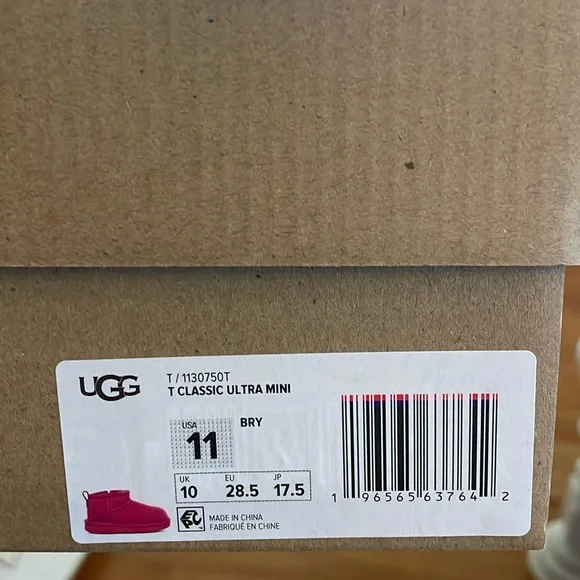 UGG
T / 1130750T
T CLASSIC ULTRA MINI
USA
11
BRY
UK EU JP
10 28.5 17.5
MADE IN CHINA
FABRIQUÉ EN CHINE
1 96565 63764 2